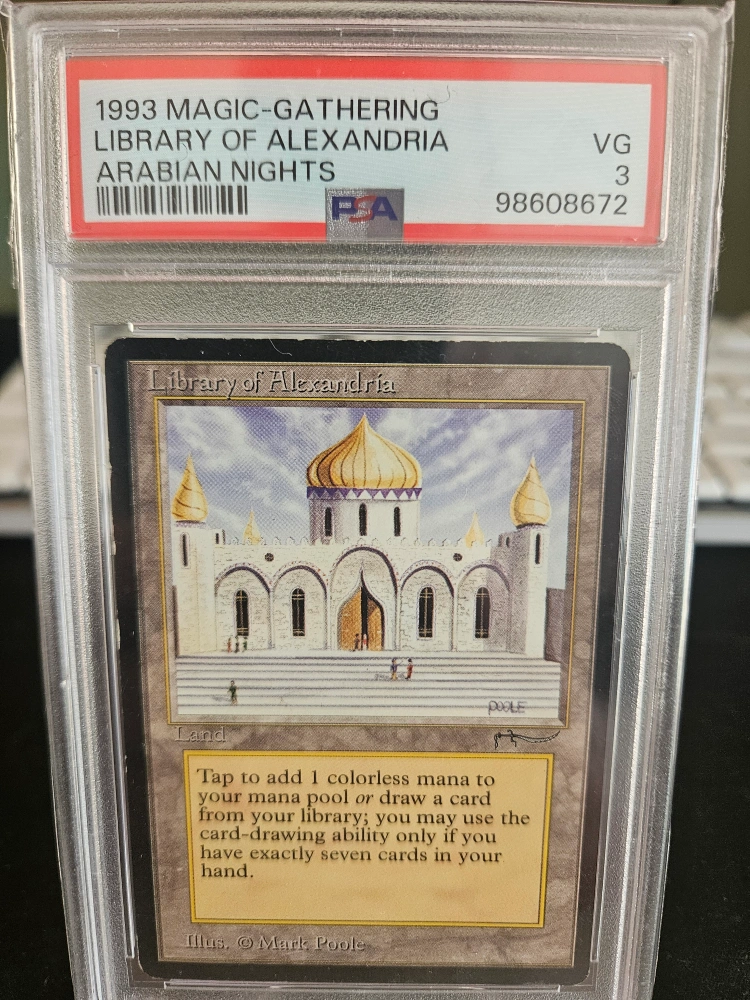 1993 MAGIC-GATHERING
LIBRARY OF ALEXANDRIA
VG
ARABIAN NIGHTS
3
PSA
98608672
Library of Alexandria
POOLE
Land
Tap to add 1 colorless mana to
your mana pool or draw a card
from your library; you may use the
card-drawing ability only if you
have exactly seven cards in your
hand.
Illus. © Mark Poole